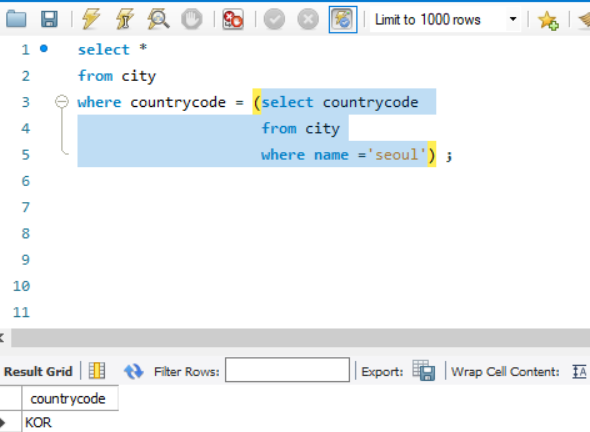 Limit to 1000 rows
1 select *
2 from city
3 where countrycode = (select countrycode
4 from city
5 where name ='seoul') ;
6
7
8
9
10
11
Result Grid Filter Rows: Export: Wrap Cell Content: IA
countrycode
KOR